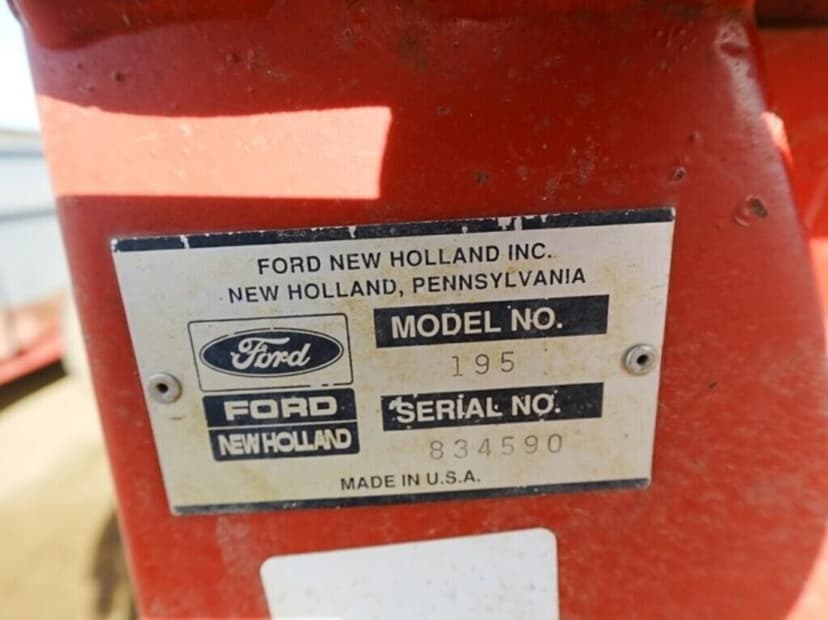 FORD NEW HOLLAND INC.
NEW HOLLAND, PENNSYLVANIA
Ford
FORD
NEW HOLLAND
MODEL NO.
195
SERIAL NO.
834590
MADE IN U.S.A.